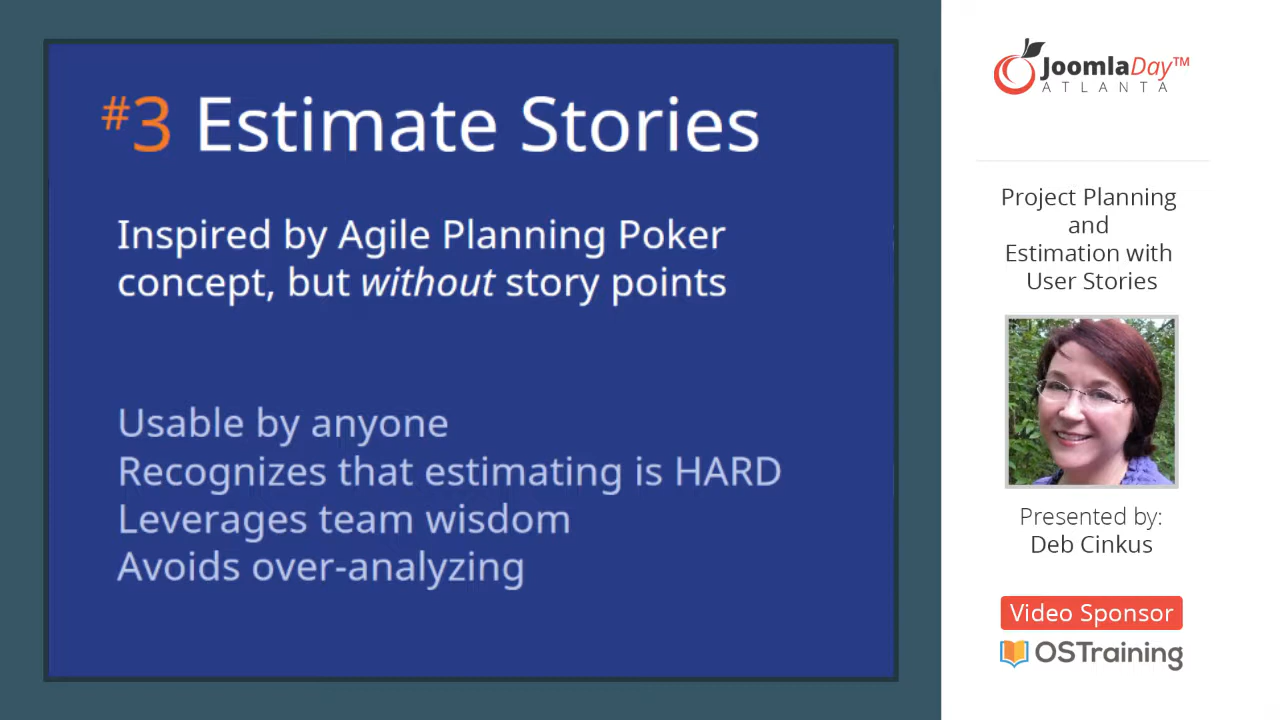 #3 Estimate Stories
Inspired by Agile Planning Poker
concept, but without story points
Usable by anyone
Recognizes that estimating is HARD
Leverages team wisdom
Avoids over-analyzing
JoomlaDay™
ATLANTA
Project Planning
and
Estimation with
User Stories
Presented by:
Deb Cinkus
Video Sponsor
OSTraining